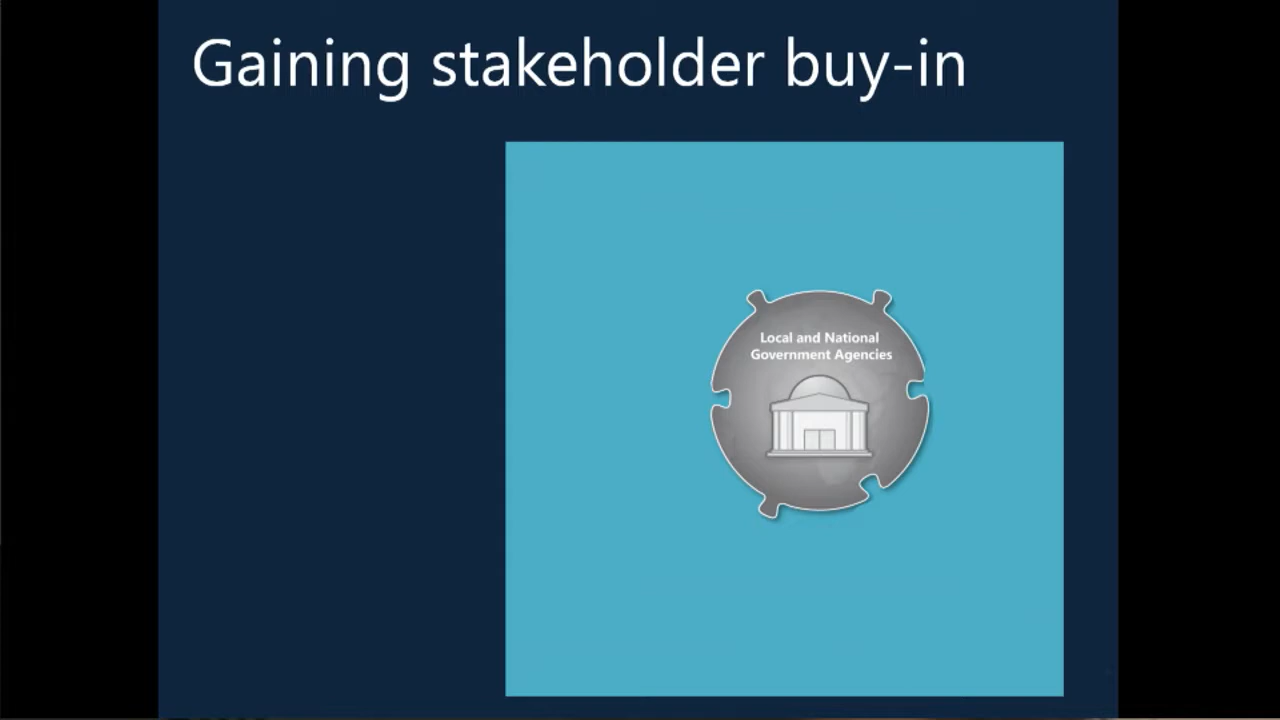 Gaining stakeholder buy-in
Local and National
Government Agencies